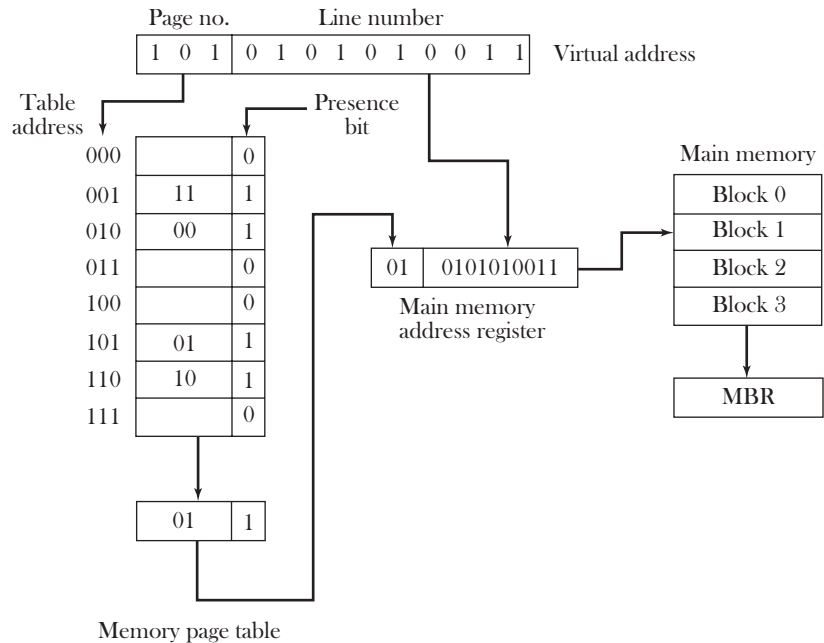 Page no. Line number
1 0 1 0 1 0 1 0 1 0 0 1 1 Virtual address
Table address
Presence bit
000 0
001 11 1
010 00 1
011 0
100 0
101 01 1
110 10 1
111 0
01 1
Memory page table
01 0101010011
Main memory
address register
Main memory
Block 0
Block 1
Block 2
Block 3
MBR